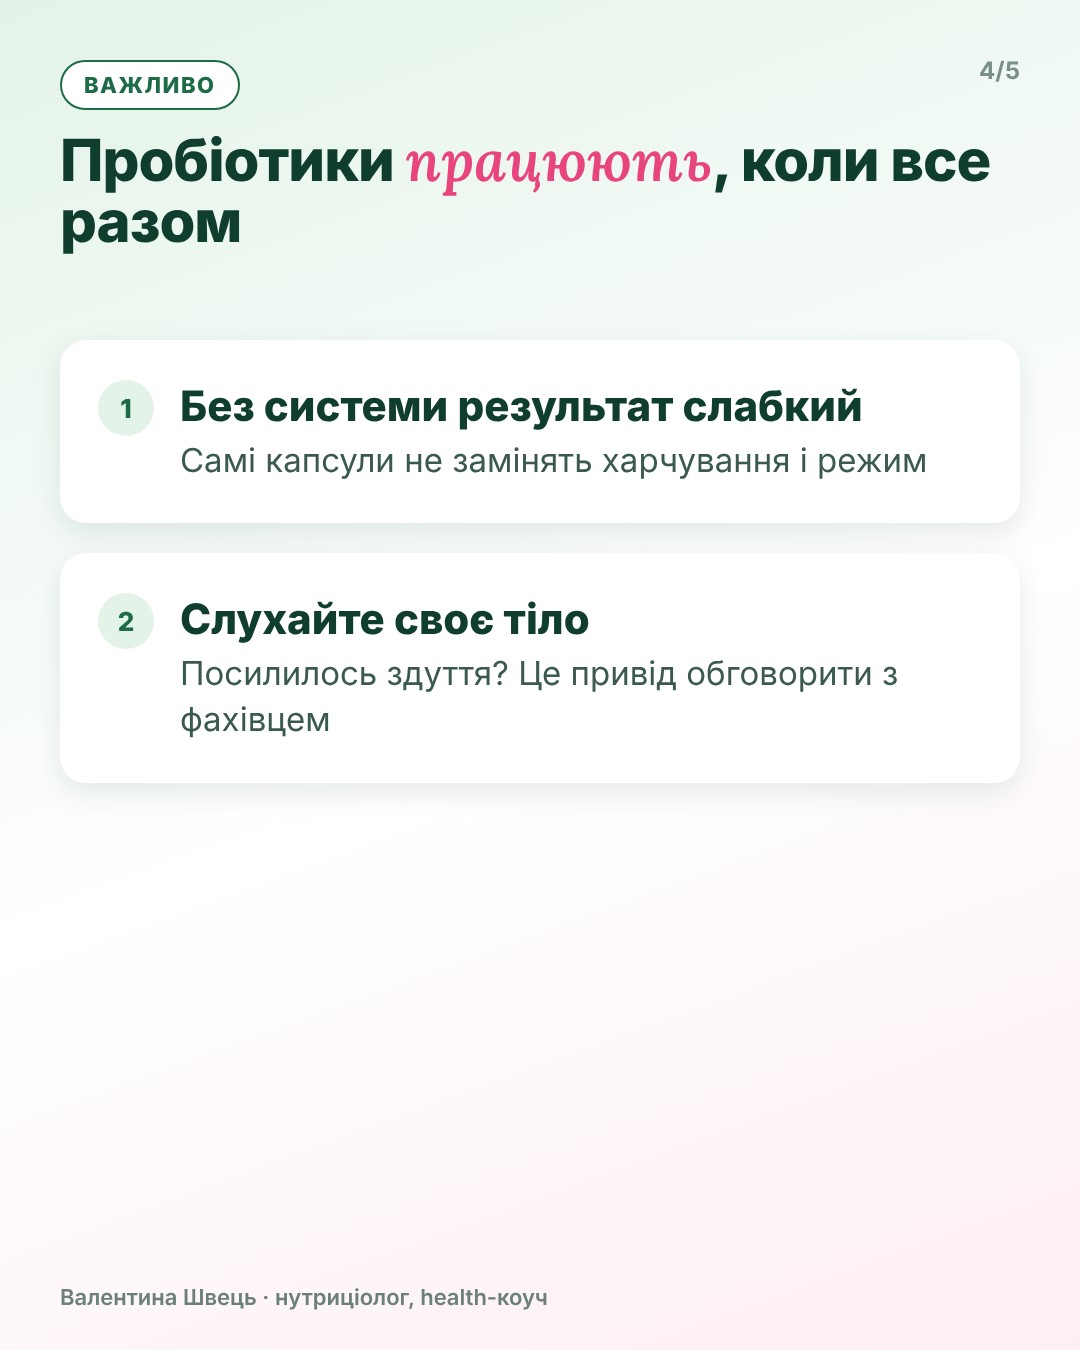 ВАЖЛИВО
4/5
Пробіотики працюють, коли все
разом
1
Без системи результат слабкий
Самі капсули не замінять харчування і режим
2
Слухайте своє тіло
Посилилось здуття? Це привід обговорити з
фахівцем
Валентина Швець · нутриціолог, health-коуч